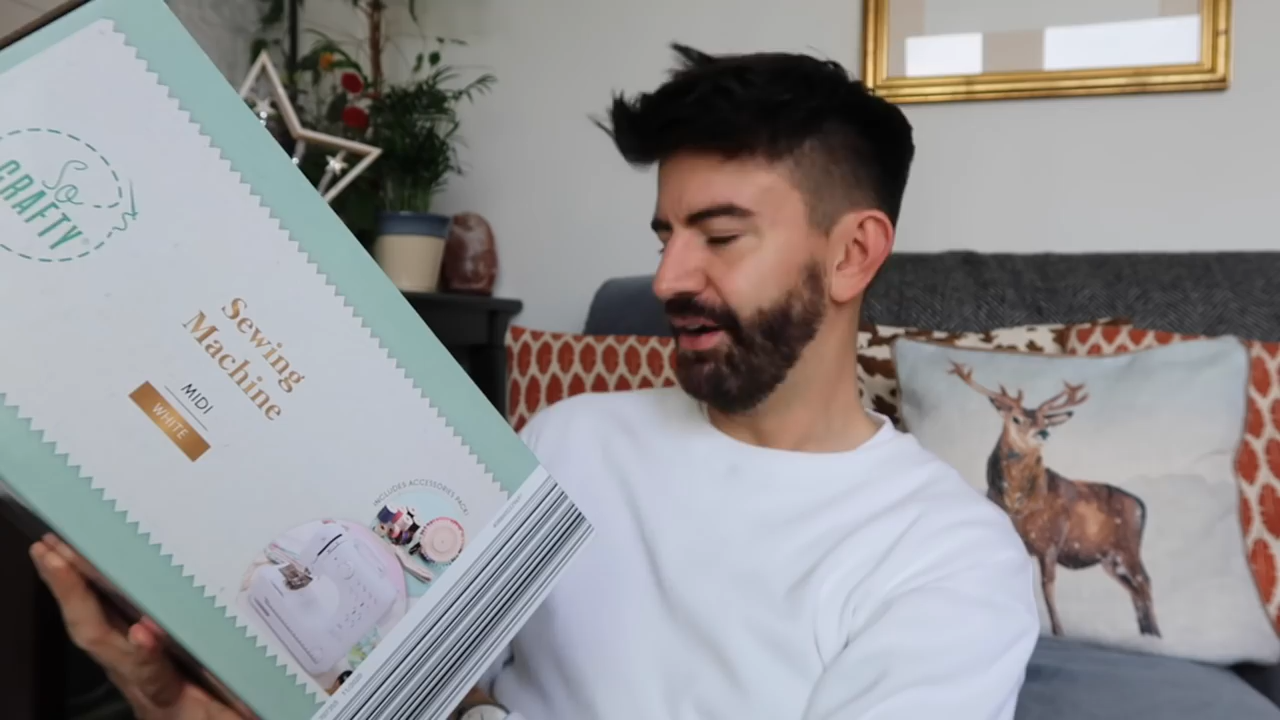 So
CRAFTY
Sewing
Machine
MIDI
WHITE
INCLUDES ACCESSORIES PACK